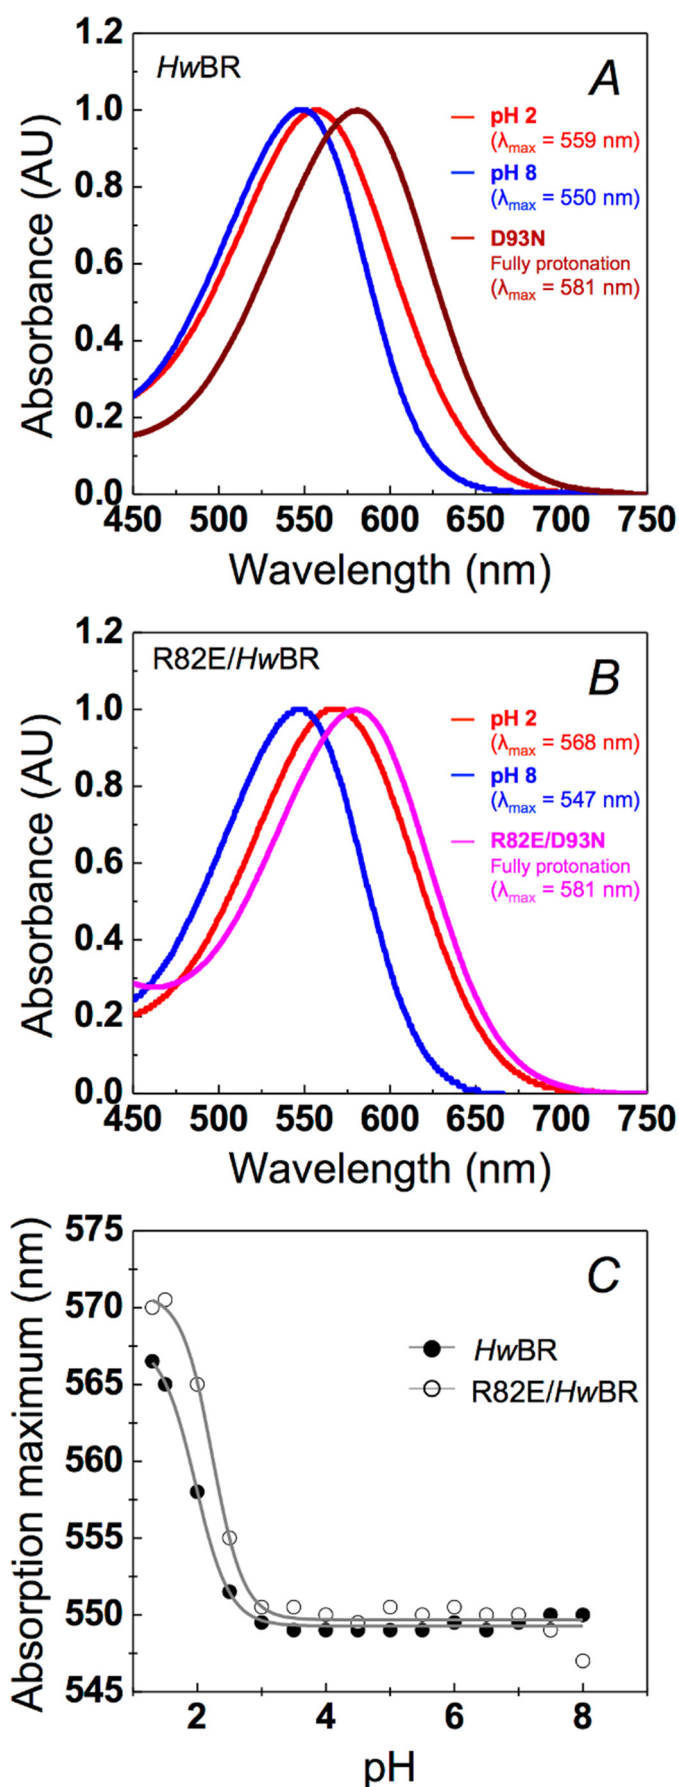 HwBR
A
1.2
1.0
0.8
0.6
0.4
0.2
0.0
Absorbance (AU)
pH 2
(λmax = 559 nm)
pH 8
(λmax = 550 nm)
D93N
Fully protonation
(λmax = 581 nm)
450 500 550 600 650 700 750
Wavelength (nm)
R82E/HwBR
B
1.2
1.0
0.8
0.6
0.4
0.2
0.0
Absorbance (AU)
pH 2
(λmax = 568 nm)
pH 8
(λmax = 547 nm)
R82E/D93N
Fully protonation
(λmax = 581 nm)
450 500 550 600 650 700 750
Wavelength (nm)
C
575
570
565
560
555
550
545
Absorption maximum (nm)
HwBR
R82E/HwBR
2 4 6 8
pH